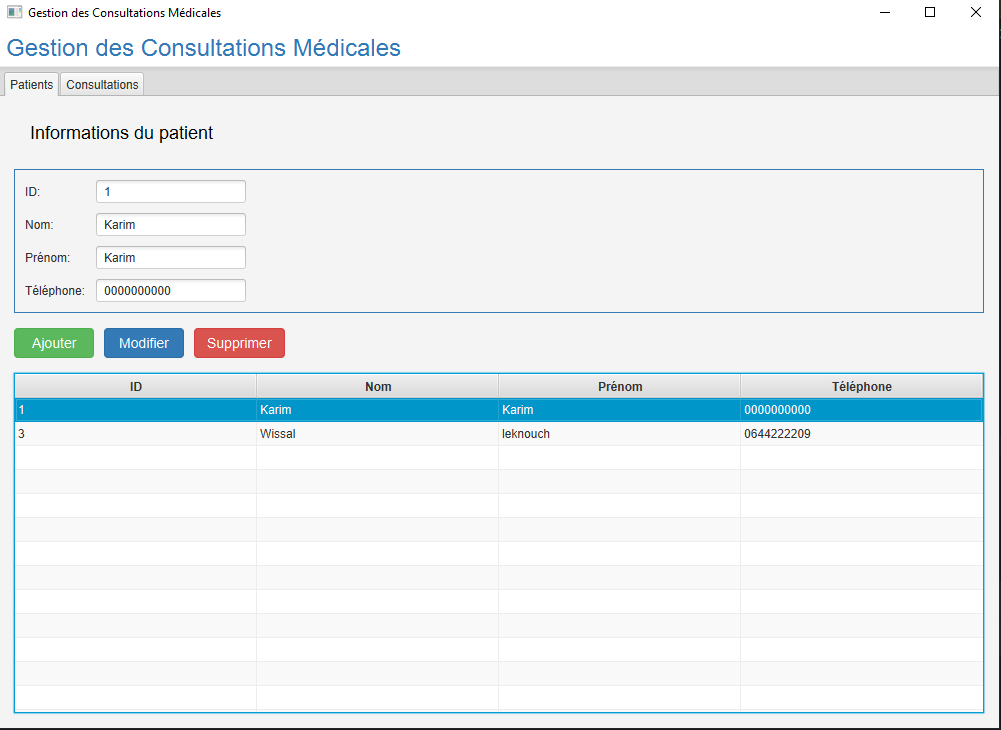 Gestion des Consultations Médicales
Gestion des Consultations Médicales
Patients Consultations
Informations du patient
ID: 1
Nom: Karim
Prénom: Karim
Téléphone: 0000000000
Ajouter Modifier Supprimer
ID Nom Prénom Téléphone
1 Karim Karim 0000000000
3 Wissal leknouch 0644222209